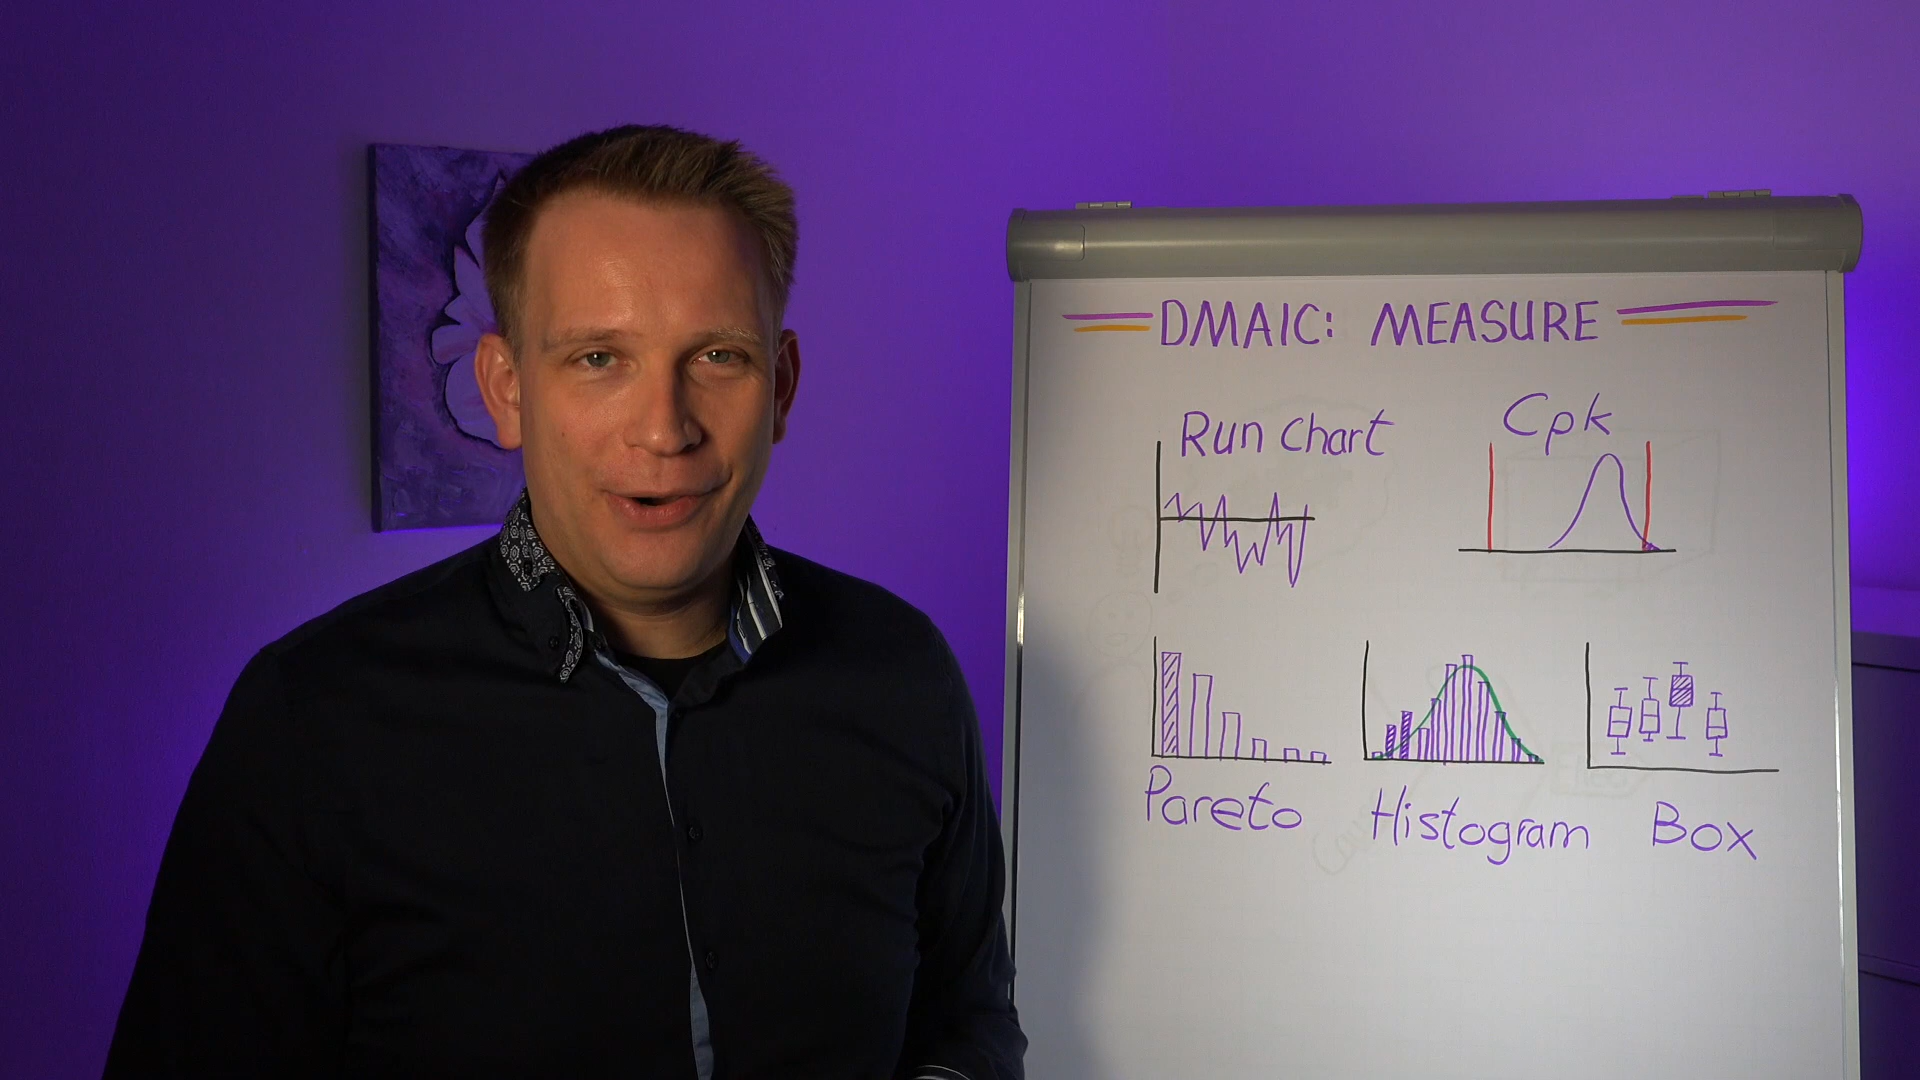 DMAIC: MEASURE
Run Chart
Cpk
Pareto
Histogram
Box